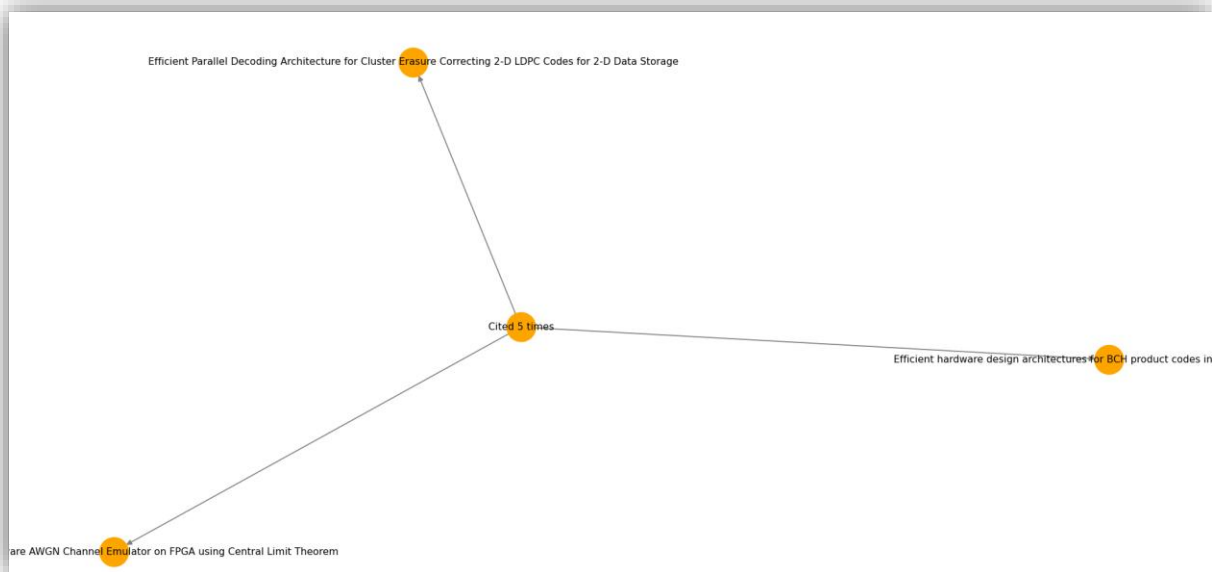 Efficient Parallel Decoding Architecture for Cluster Erasure Correcting 2-D LDPC Codes for 2-D Data Storage
Cited 5 times
Efficient hardware design architectures for BCH product codes in
AWGN Channel Emulator on FPGA using Central Limit Theorem